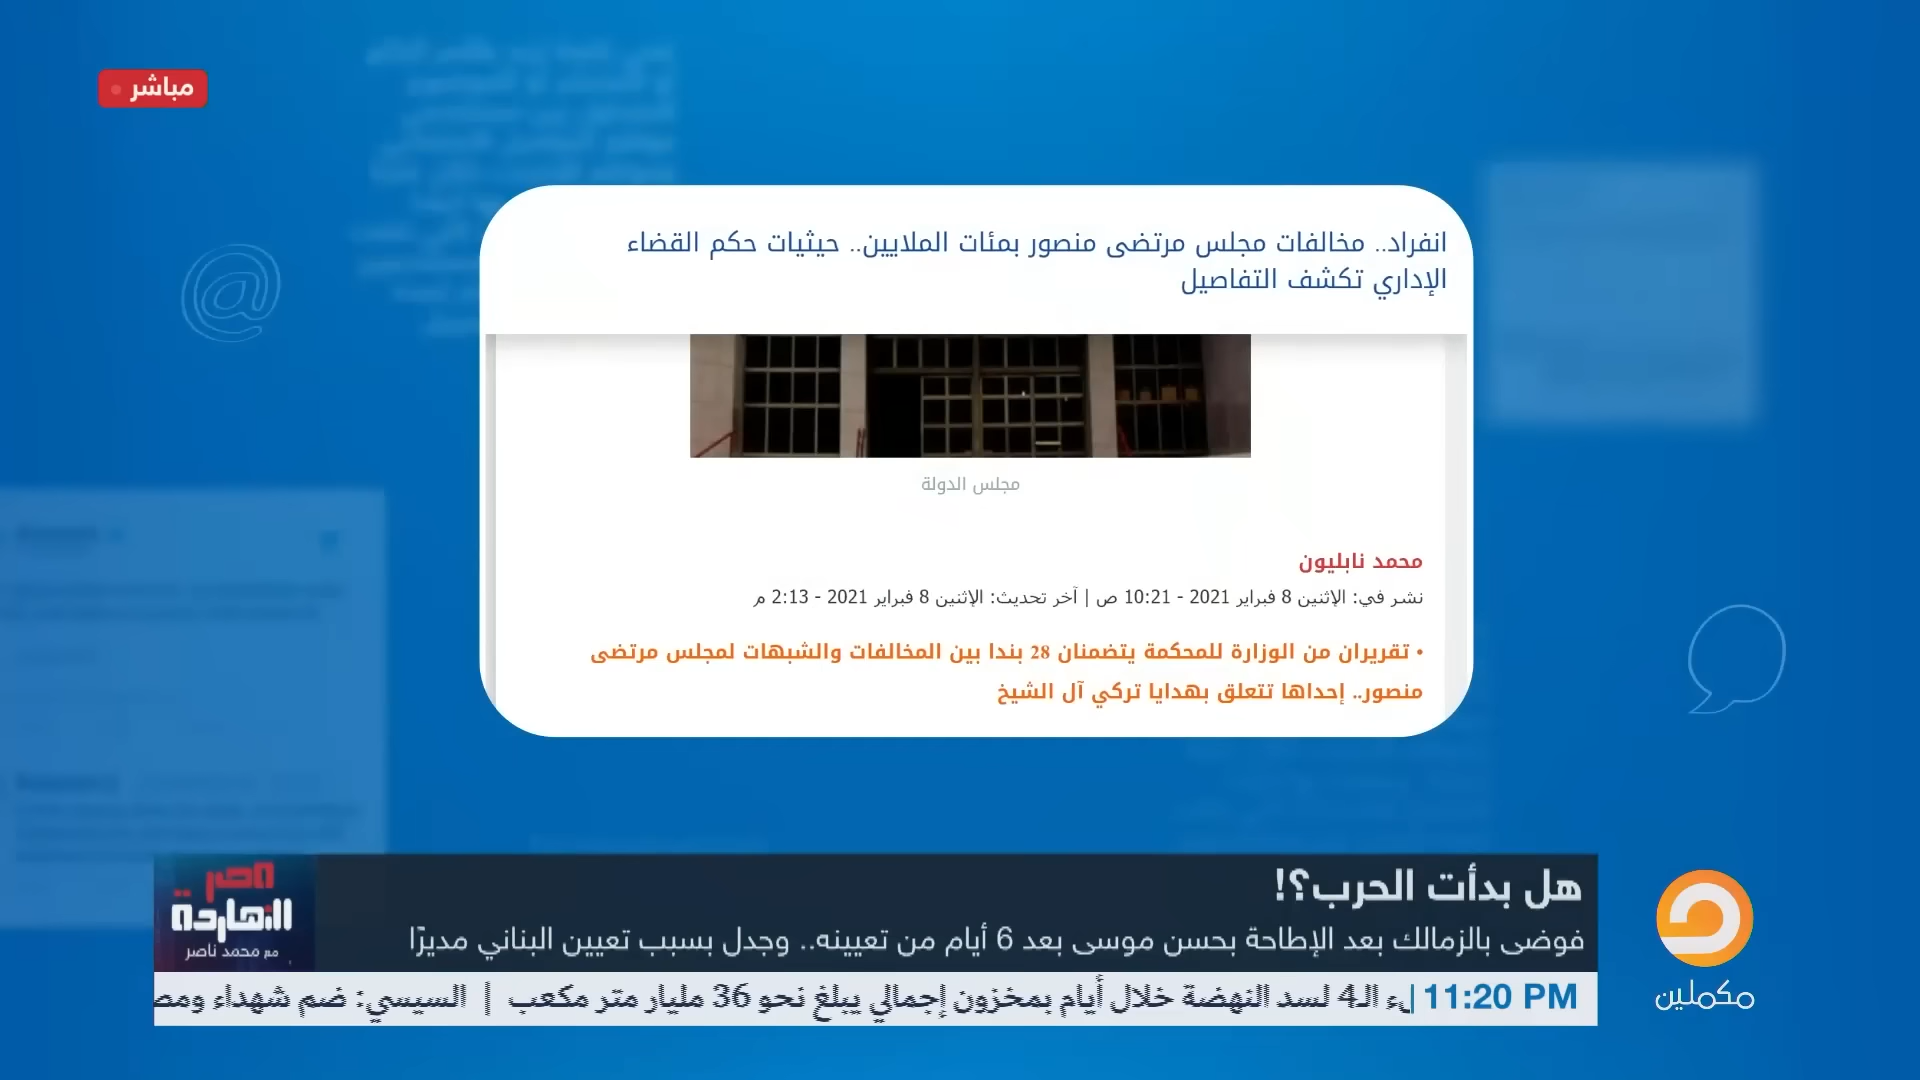 مباشر
انفراد.. مخالفات مجلس مرتضى منصور بمئات الملايين.. حيثيات حكم القضاء
الإداري تكشف التفاصيل
مجلس الدولة
محمد نابليون
نشر في: الإثنين 8 فبراير 2021 - 10:21 ص | آخر تحديث: الإثنين 8 فبراير 2021 - 2:13 م
• تقريران من الوزارة للمحكمة يتضمنان 28 بندا بين المخالفات والشبهات لمجلس مرتضى
منصور.. إحداها تتعلق بهدايا تركي آل الشيخ
هل بدأت الحرب؟!
فوضى بالزمالك بعد الإطاحة بحسن موسى بعد 6 أيام من تعيينه.. وجدل بسبب تعيين البناني مديرًا
مصر
النهاردة
مع محمد ناصر
11:20 PM
الـ4 لسد النهضة خلال أيام بمخزون إجمالي يبلغ نحو 36 مليار متر مكعب | السيسي: ضم شهداء
مكملين